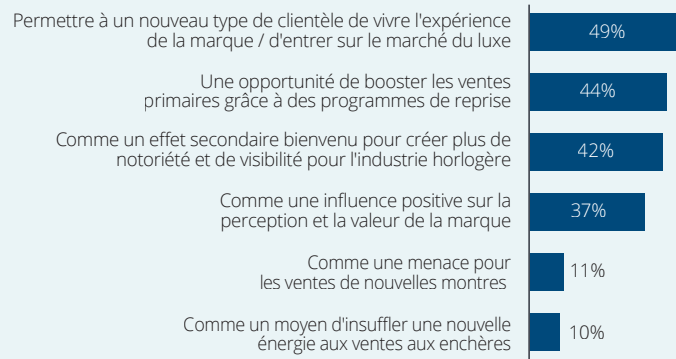 Permettre à un nouveau type de clientèle de vivre l'expérience
de la marque / d'entrer sur le marché du luxe
49%
Une opportunité de booster les ventes
primaires grâce à des programmes de reprise
44%
Comme un effet secondaire bienvenu pour créer plus de
notoriété et de visibilité pour l'industrie horlogère
42%
Comme une influence positive sur la
perception et la valeur de la marque
37%
Comme une menace pour
les ventes de nouvelles montres
11%
Comme un moyen d'insuffler une nouvelle
énergie aux ventes aux enchères
10%